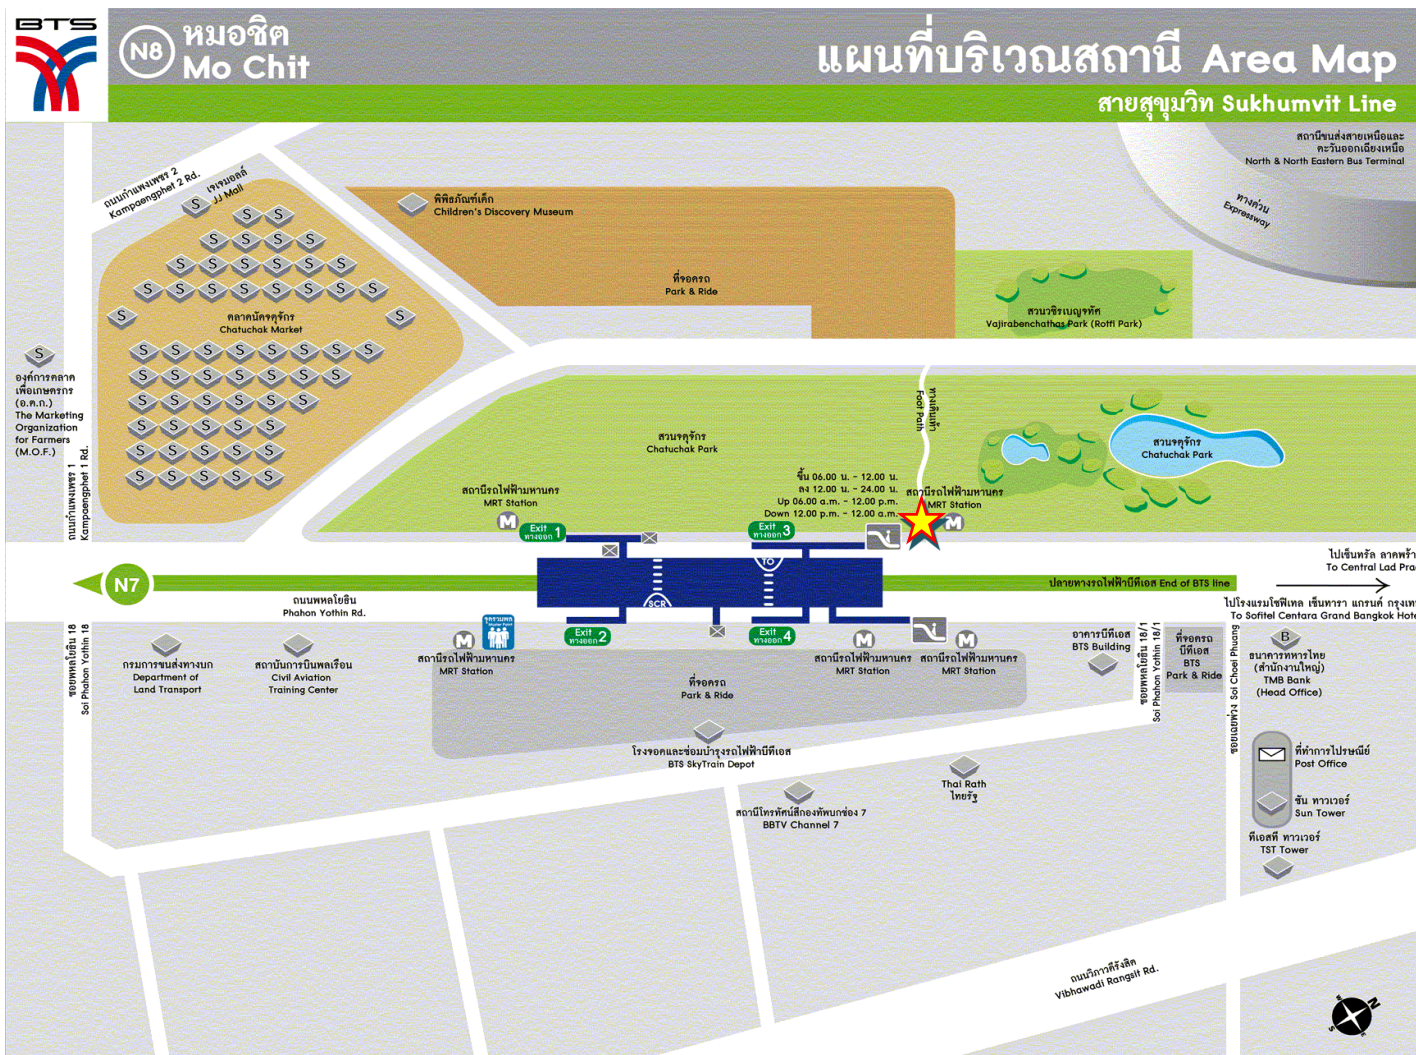 BTS
N8
หมอชิต
Mo Chit
แผนที่บริเวณสถานี Area Map
สายสุขุมวิท Sukhumvit Line
สถานีขนส่งสายเหนือและ
ตะวันออกเฉียงเหนือ
North & North Eastern Bus Terminal
ทางด่วน
Expressway
ถนนกำแพงเพชร 2
Kampaengphet 2 Rd.
เจเจมอลล์
JJ Mall
S
พิพิธภัณฑ์เด็ก
Children's Discovery Museum
ที่จอดรถ
Park & Ride
S S
S S S S
S S S S S S
S S S S S S S S
S S
ตลาดนัดจตุจักร
Chatuchak Market
S S S S S S S S
S S S S S S S
S S S S S S
S S S S S
S S S S S
S S S S S
สวนวชิรเบญจทัศ
Vajirabenchathas Park (Rotfi Park)
S
องค์การตลาด
เพื่อเกษตรกร
(อ.ต.ก.)
The Marketing
Organization
for Farmers
(M.O.F.)
ถนนกำแพงเพชร 1
Kampaengphet 1 Rd.
ทางเดินเท้า
Foot Path
สวนจตุจักร
Chatuchak Park
สวนจตุจักร
Chatuchak Park
สถานีรถไฟฟ้ามหานคร
MRT Station
M
ขึ้น 06.00 น. - 12.00 น.
ลง 12.00 น. - 24.00 น.
Up 06.00 a.m. - 12.00 p.m.
Down 12.00 p.m. - 12.00 a.m.
สถานีรถไฟฟ้ามหานคร
MRT Station
M
Exit
ทางออก 1
Exit
ทางออก 3
TO
SCR
N7
ถนนพหลโยธิน
Phahon Yothin Rd.
ปลายทางรถไฟฟ้าบีทีเอส End of BTS line
ไปเซ็นทรัล ลาดพร้า
To Central Lad Pra
ไปโรงแรมโซฟิเทล เซ็นทารา แกรนด์ กรุงเท
To Sofitel Centara Grand Bangkok Hote
Exit
ทางออก 2
Exit
ทางออก 4
จุดรวมพล
ซอยพหลโยธิน 18
Soi Phahon Yothin 18
กรมการขนส่งทางบก
Department of
Land Transport
สถาบันการบินพลเรือน
Civil Aviation
Training Center
M
สถานีรถไฟฟ้ามหานคร
MRT Station
ที่จอดรถ
Park & Ride
M
สถานีรถไฟฟ้ามหานคร
MRT Station
M
สถานีรถไฟฟ้ามหานคร
MRT Station
อาคารบีทีเอส
BTS Building
ซอยพหลโยธิน 18/1
Soi Phahon Yothin 18/1
ที่จอดรถ
บีทีเอส
BTS
Park & Ride
ซอยเฉยพ่วง Soi Choei Phuang
B
ธนาคารทหารไทย
(สำนักงานใหญ่)
TMB Bank
(Head Office)
โรงจอดและซ่อมบำรุงรถไฟฟ้าบีทีเอส
BTS SkyTrain Depot
สถานีโทรทัศน์สีกองทัพบกช่อง 7
BBTV Channel 7
Thai Rath
ไทยรัฐ
ที่ทำการไปรษณีย์
Post Office
ซัน ทาวเวอร์
Sun Tower
ทีเอสที ทาวเวอร์
TST Tower
ถนนวิภาวดีรังสิต
Vibhawadi Rangsit Rd.
N